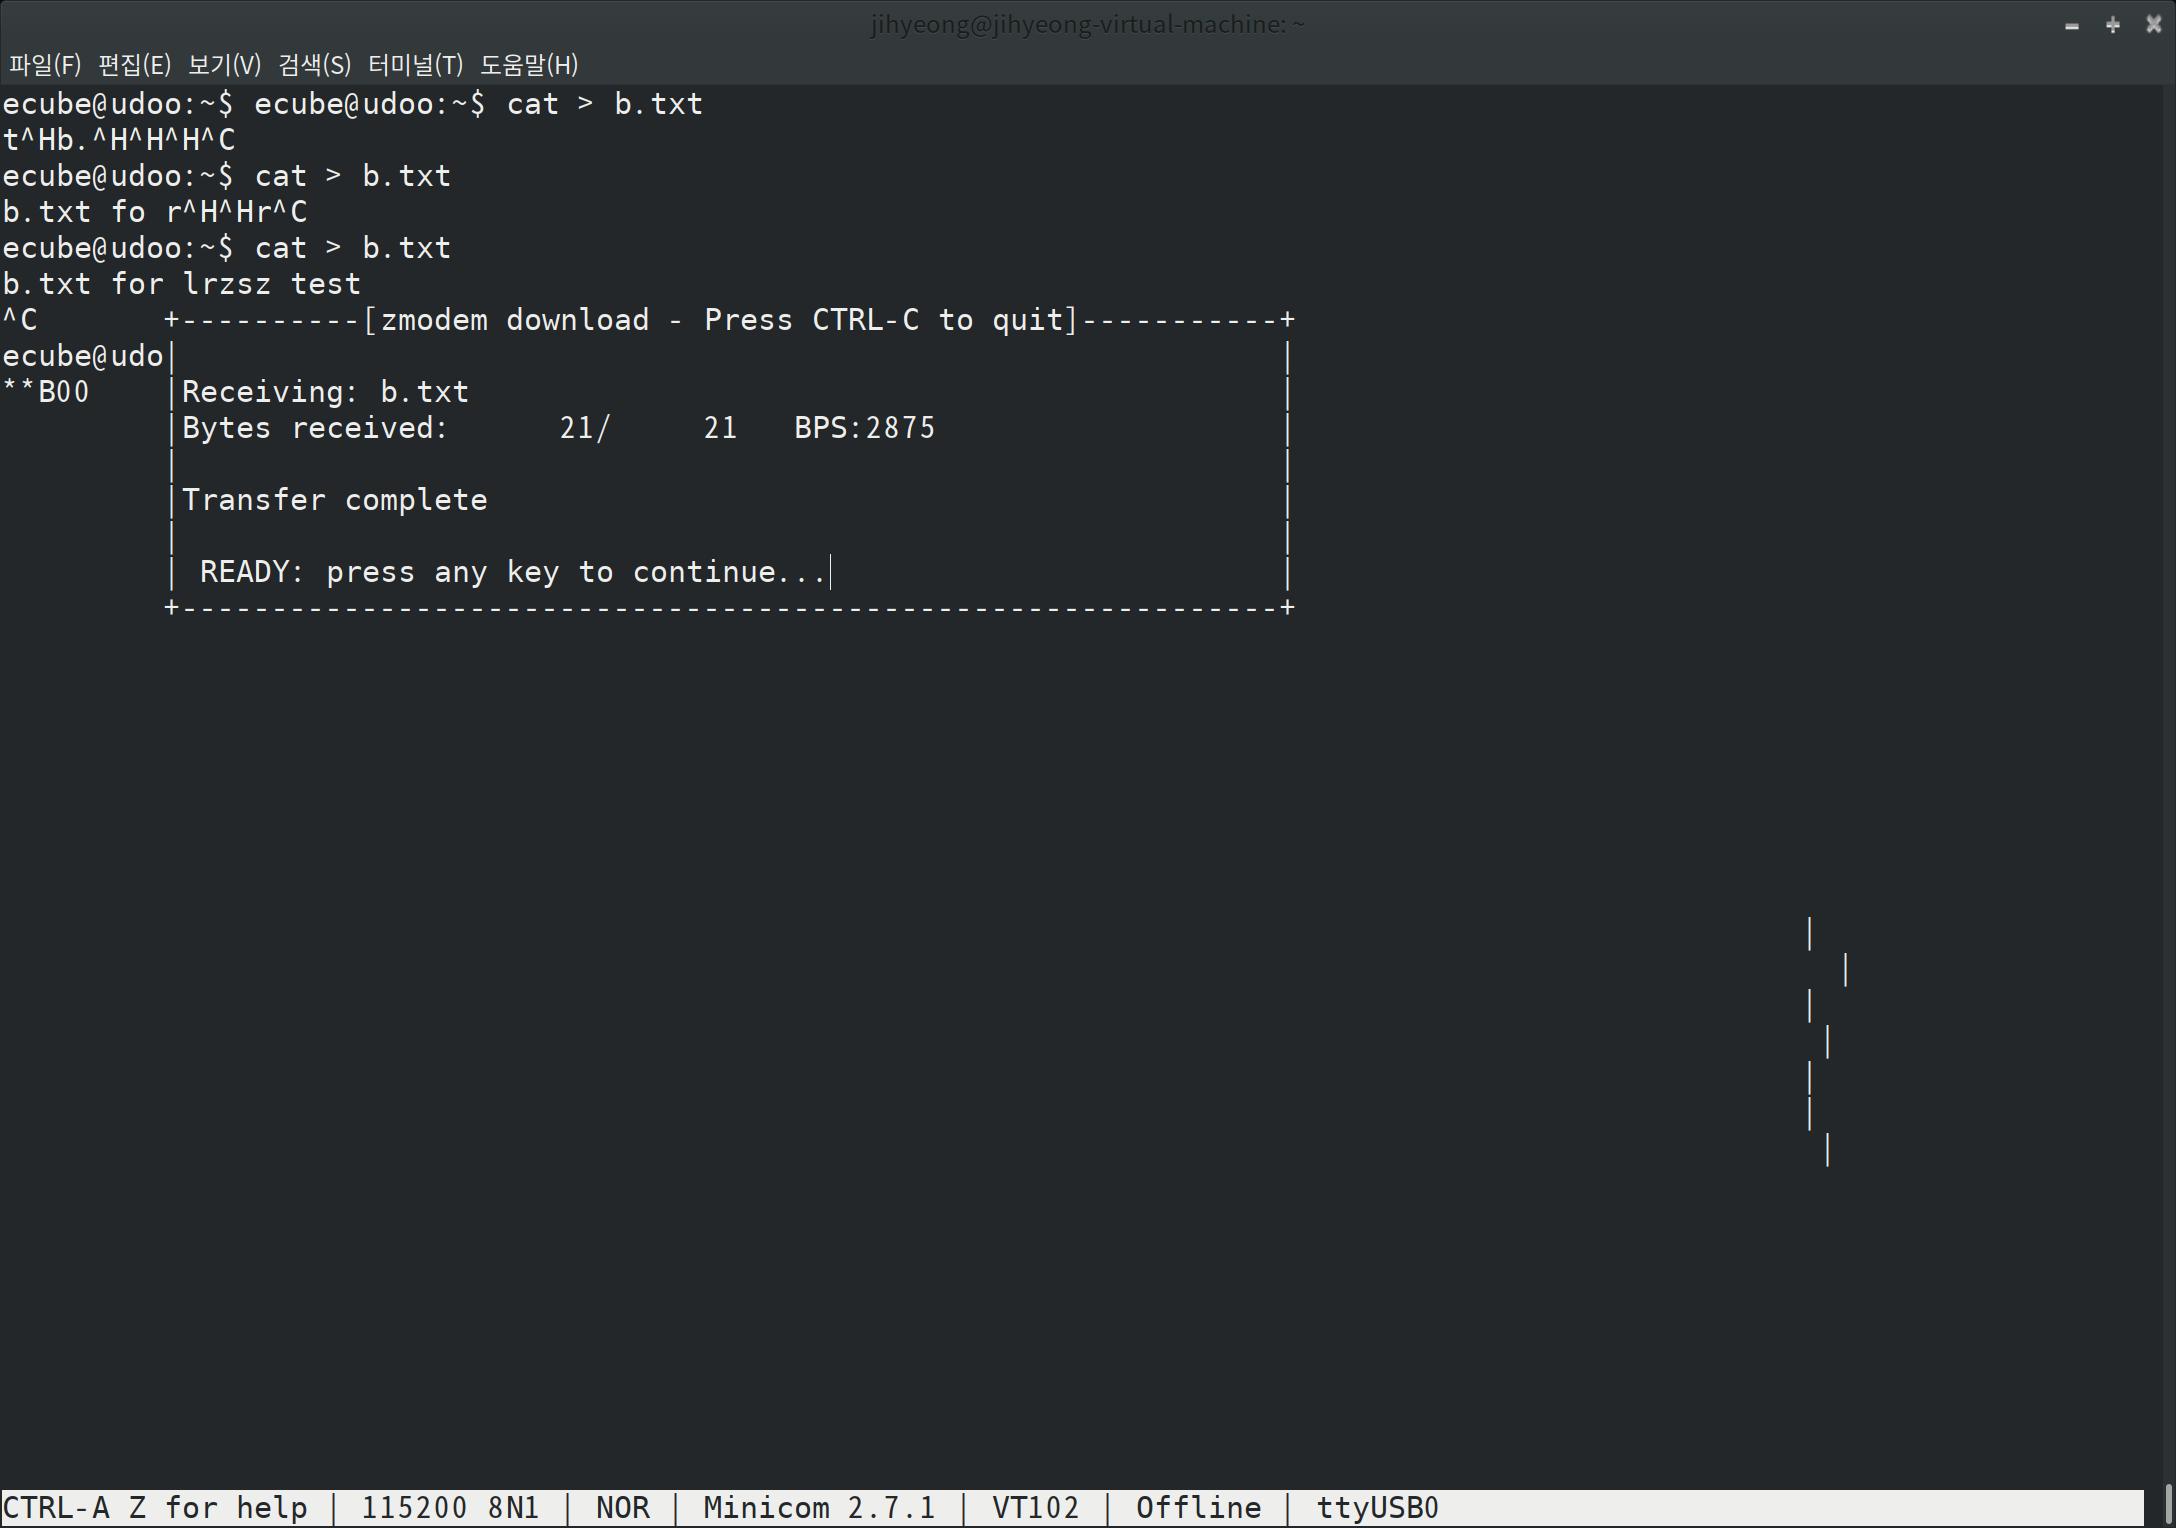 jihyeong@jihyeong-virtual-machine: ~
파일(F) 편집(E) 보기(V) 검색(S) 터미널(T) 도움말(H)
ecube@udoo:~$ ecube@udoo:~$ cat > b.txt
t^Hb.^H^H^H^C
ecube@udoo:~$ cat > b.txt
b.txt fo r^H^Hr^C
ecube@udoo:~$ cat > b.txt
b.txt for lrzsz test
^C       +----------[zmodem download - Press CTRL-C to quit]-----------+
ecube@udo|                                                             |
**B00    |Receiving: b.txt                                             |
         |Bytes received:      21/     21   BPS:2875                   |
         |                                                             |
         |Transfer complete                                            |
         |                                                             |
         | READY: press any key to continue...                         |
         +-------------------------------------------------------------+
|
|
|
|
|
|
|
CTRL-A Z for help | 115200 8N1 | NOR | Minicom 2.7.1 | VT102 | Offline | ttyUSB0